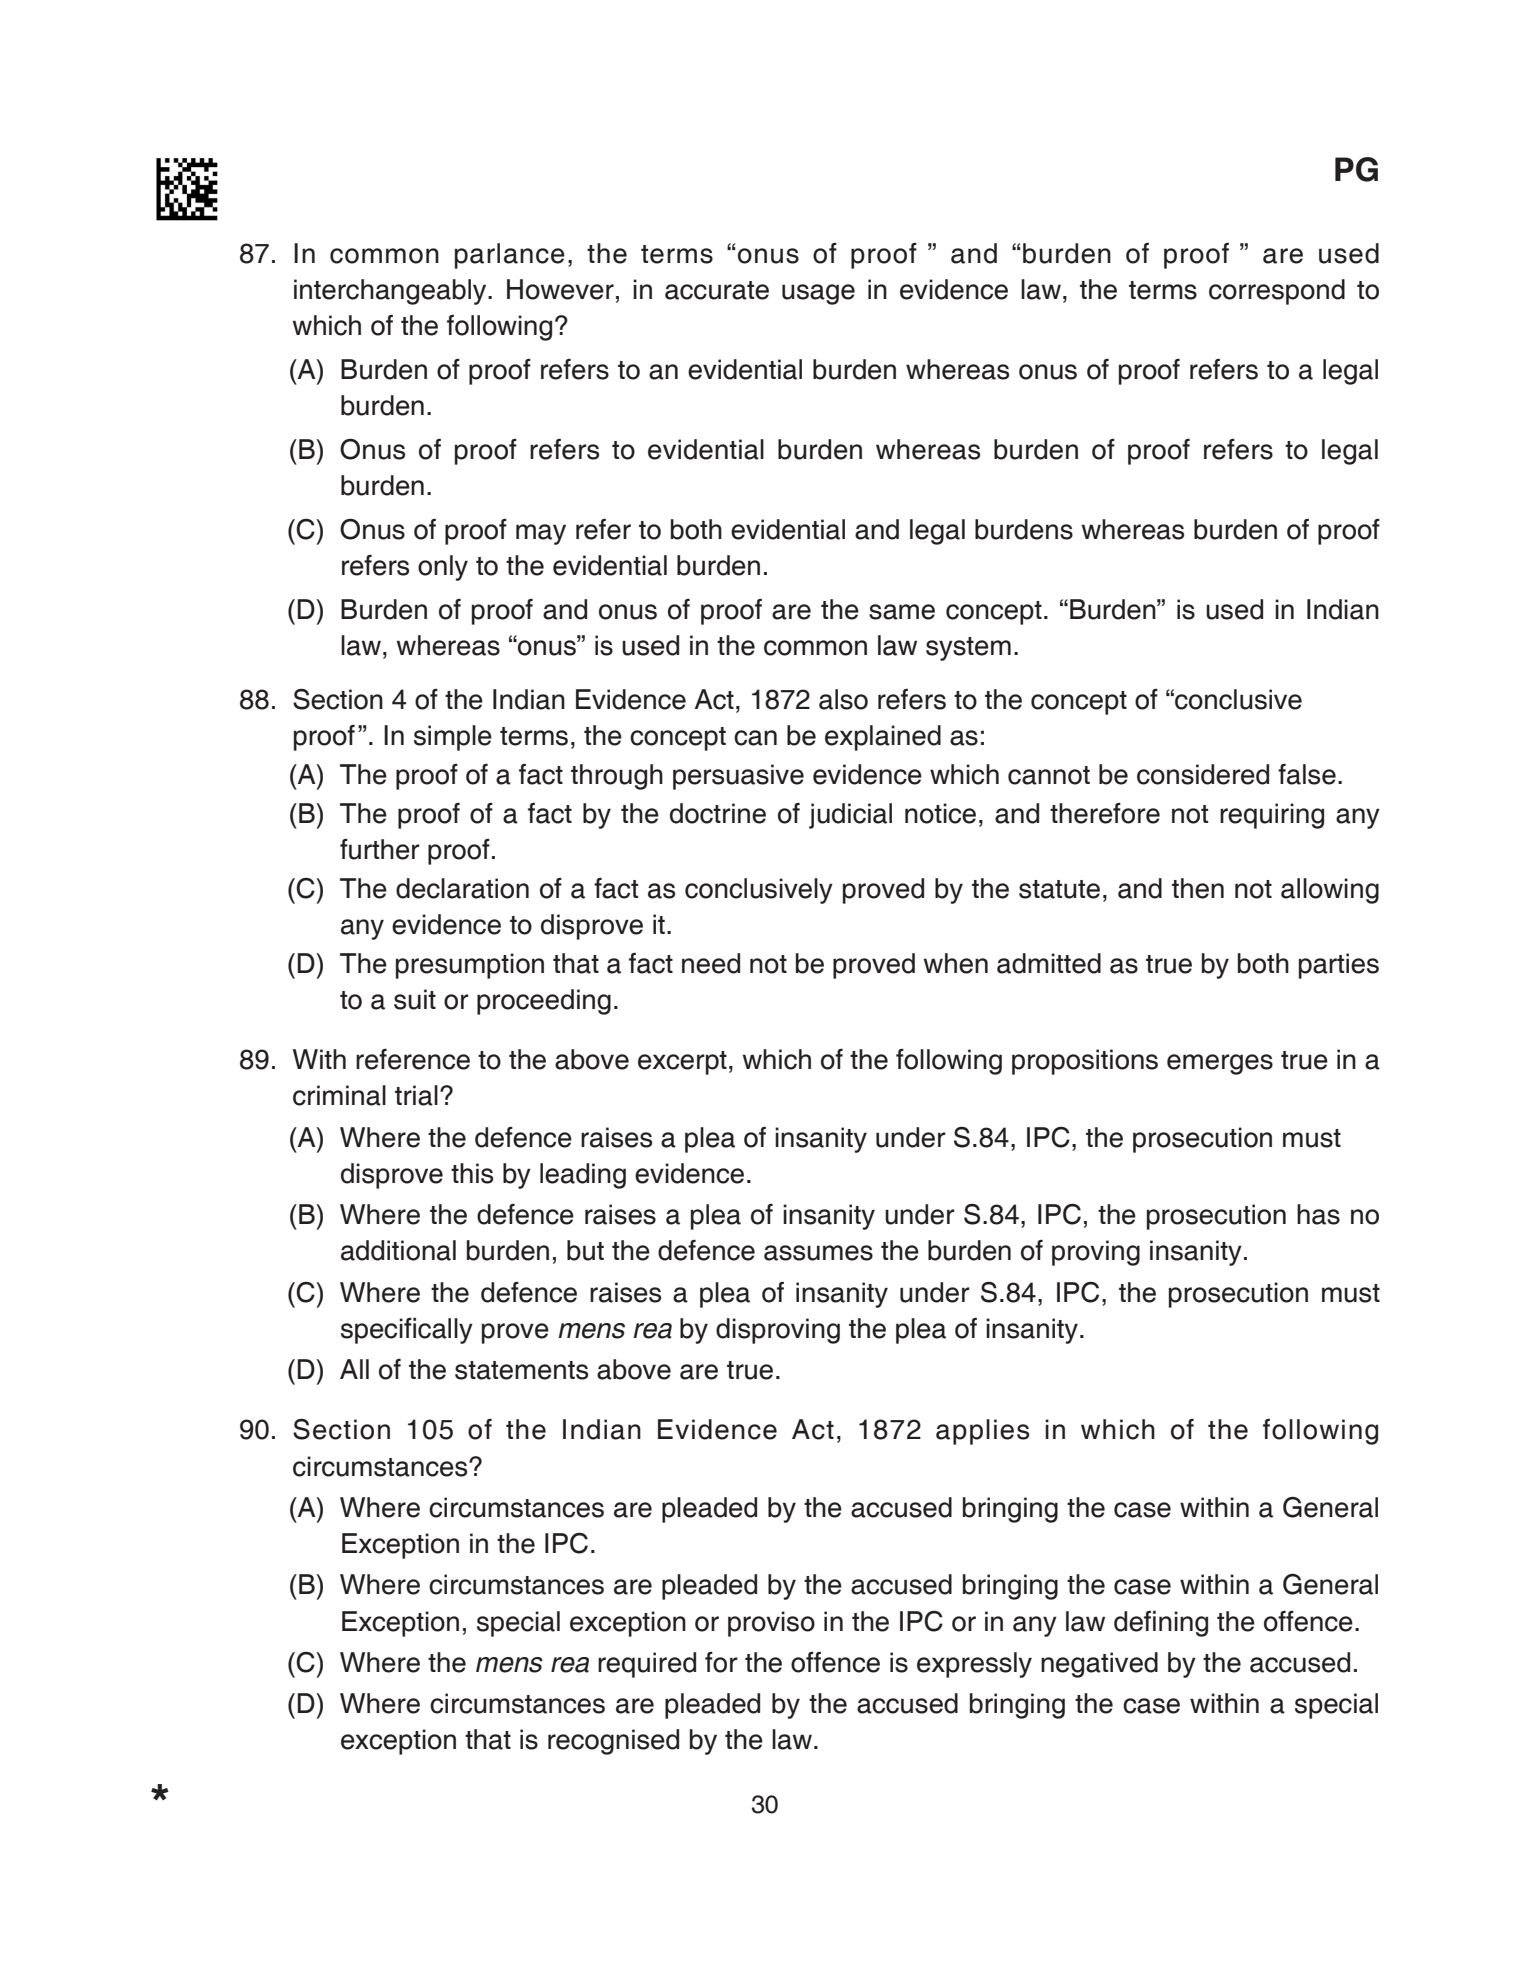 PG
87. In common parlance, the terms “onus of proof ” and “burden of proof ” are used
interchangeably. However, in accurate usage in evidence law, the terms correspond to
which of the following?
(A) Burden of proof refers to an evidential burden whereas onus of proof refers to a legal
burden.
(B) Onus of proof refers to evidential burden whereas burden of proof refers to legal
burden.
(C) Onus of proof may refer to both evidential and legal burdens whereas burden of proof
refers only to the evidential burden.
(D) Burden of proof and onus of proof are the same concept. “Burden” is used in Indian
law, whereas “onus” is used in the common law system.
88. Section 4 of the Indian Evidence Act, 1872 also refers to the concept of “conclusive
proof”. In simple terms, the concept can be explained as:
(A) The proof of a fact through persuasive evidence which cannot be considered false.
(B) The proof of a fact by the doctrine of judicial notice, and therefore not requiring any
further proof.
(C) The declaration of a fact as conclusively proved by the statute, and then not allowing
any evidence to disprove it.
(D) The presumption that a fact need not be proved when admitted as true by both parties
to a suit or proceeding.
89. With reference to the above excerpt, which of the following propositions emerges true in a
criminal trial?
(A) Where the defence raises a plea of insanity under S.84, IPC, the prosecution must
disprove this by leading evidence.
(B) Where the defence raises a plea of insanity under S.84, IPC, the prosecution has no
additional burden, but the defence assumes the burden of proving insanity.
(C) Where the defence raises a plea of insanity under S.84, IPC, the prosecution must
specifically prove mens rea by disproving the plea of insanity.
(D) All of the statements above are true.
90. Section 105 of the Indian Evidence Act, 1872 applies in which of the following
circumstances?
(A) Where circumstances are pleaded by the accused bringing the case within a General
Exception in the IPC.
(B) Where circumstances are pleaded by the accused bringing the case within a General
Exception, special exception or proviso in the IPC or in any law defining the offence.
(C) Where the mens rea required for the offence is expressly negatived by the accused.
(D) Where circumstances are pleaded by the accused bringing the case within a special
exception that is recognised by the law.
*
30